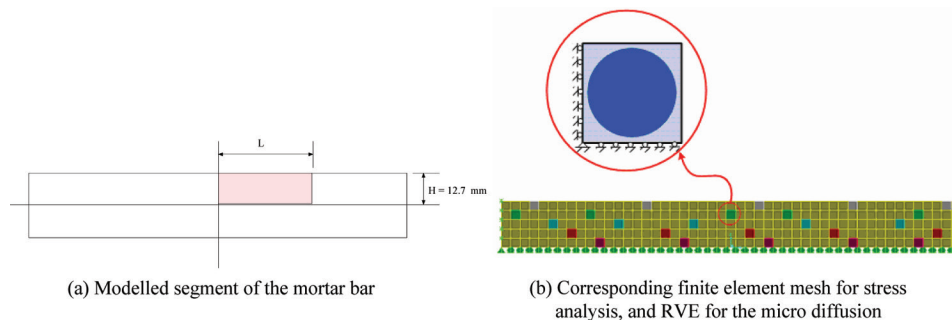 L
H = 12.7 mm
(a) Modelled segment of the mortar bar
(b) Corresponding finite element mesh for stress
analysis, and RVE for the micro diffusion